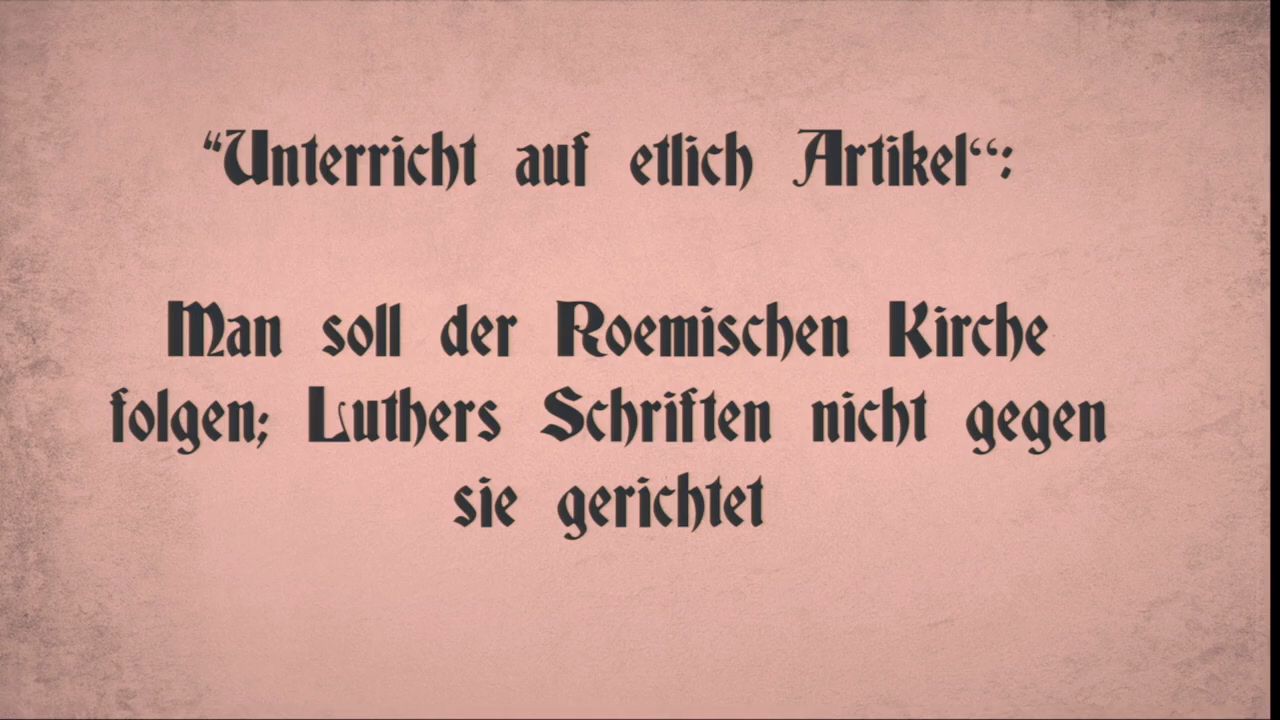 “Unterricht auf etlich Artikel“:
Man soll der Roemischen Kirche
folgen; Luthers Schriften nicht gegen
sie gerichtet